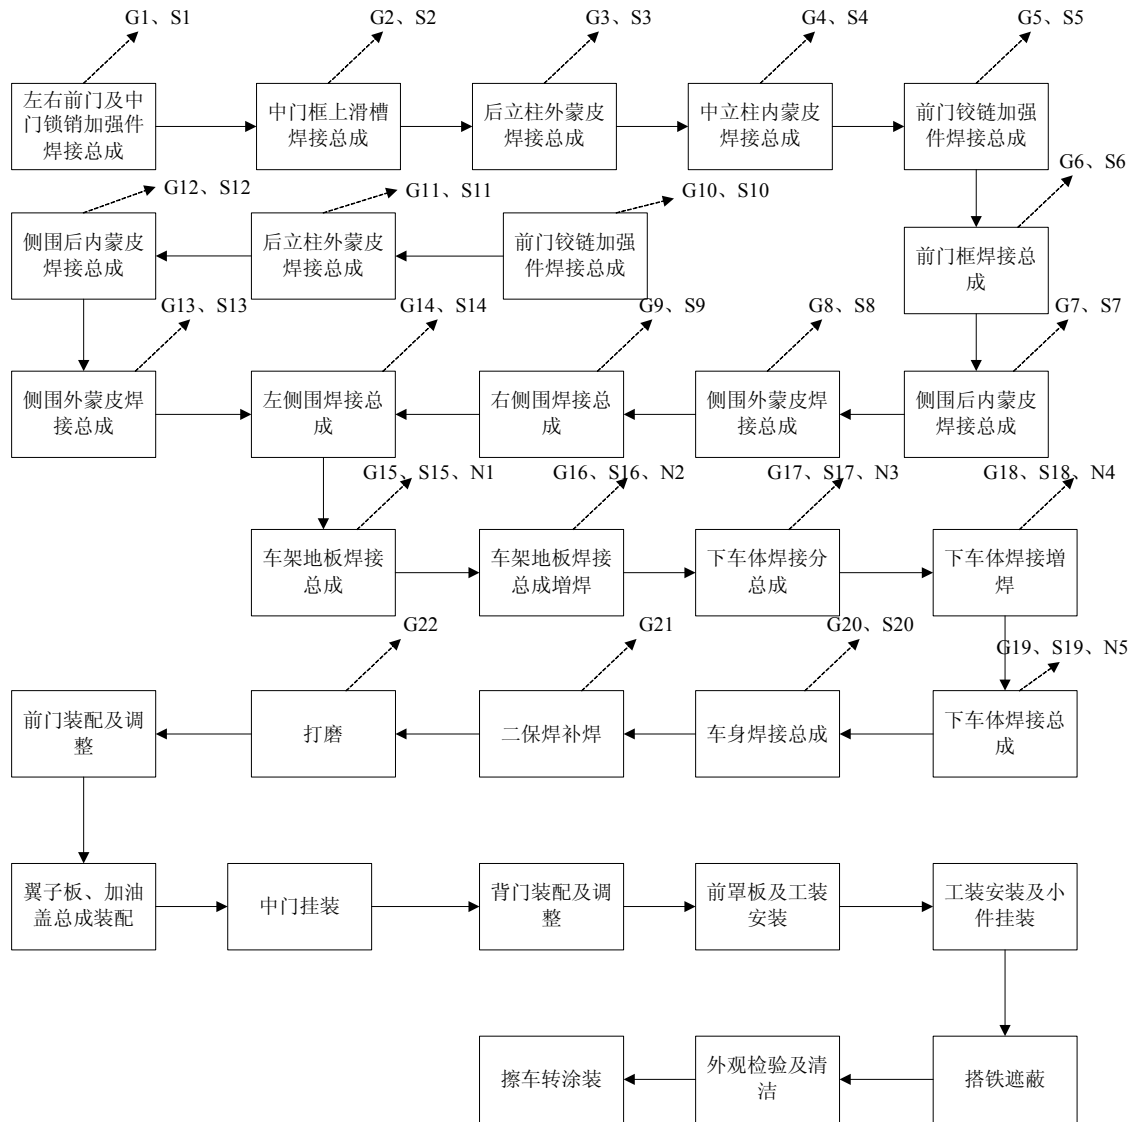 G1、S1
G2、S2
G3、S3
G4、S4
G5、S5
左右前门及中
门锁销加强件
焊接总成
中门框上滑槽
焊接总成
后立柱外蒙皮
焊接总成
中立柱内蒙皮
焊接总成
前门铰链加强
件焊接总成
G12、S12
G11、S11
G10、S10
G6、S6
侧围后内蒙皮
焊接总成
后立柱外蒙皮
焊接总成
前门铰链加强
件焊接总成
前门框焊接总
成
G13、S13
G14、S14
G9、S9
G8、S8
G7、S7
侧围外蒙皮焊
接总成
左侧围焊接总
成
右侧围焊接总
成
侧围外蒙皮焊
接总成
侧围后内蒙皮
焊接总成
G15、S15、N1
G16、S16、N2
G17、S17、N3
G18、S18、N4
车架地板焊接
总成
车架地板焊接
总成增焊
下车体焊接分
总成
下车体焊接增
焊
G22
G21
G20、S20
G19、S19、N5
前门装配及调
整
打磨
二保焊补焊
车身焊接总成
下车体焊接总
成
翼子板、加油
盖总成装配
中门挂装
背门装配及调
整
前罩板及工装
安装
工装安装及小
件挂装
擦车转涂装
外观检验及清
洁
搭铁遮蔽